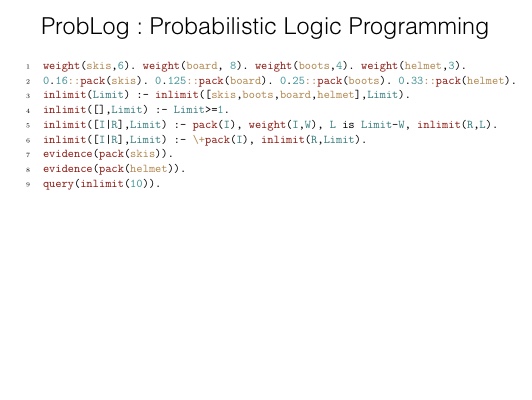 ProbLog : Probabilistic Logic Programming
1 weight(skis,6). weight(board, 8). weight(boots,4). weight(helmet,3).
2 0.16::pack(skis). 0.125::pack(board). 0.25::pack(boots). 0.33::pack(helmet).
3 inlimit(Limit) :- inlimit([skis,boots,board,helmet],Limit).
4 inlimit([],Limit) :- Limit>=1.
5 inlimit([I|R],Limit) :- pack(I), weight(I,W), L is Limit-W, inlimit(R,L).
6 inlimit([I|R],Limit) :- \+pack(I), inlimit(R,Limit).
7 evidence(pack(skis)).
8 evidence(pack(helmet)).
9 query(inlimit(10)).